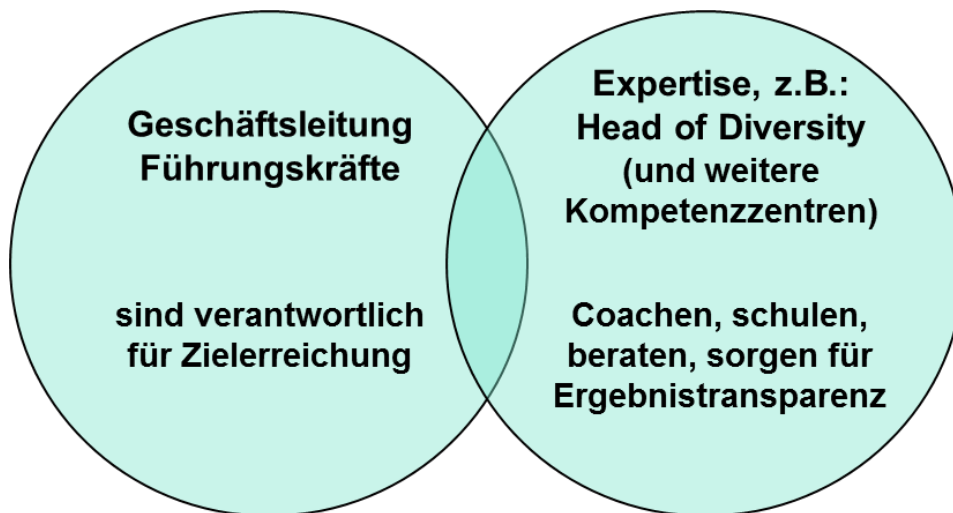 Geschäftsleitung
Führungskräfte
sind verantwortlich
für Zielerreichung
Expertise, z.B.:
Head of Diversity
(und weitere
Kompetenzzentren)
Coachen, schulen,
beraten, sorgen für
Ergebnistransparenz